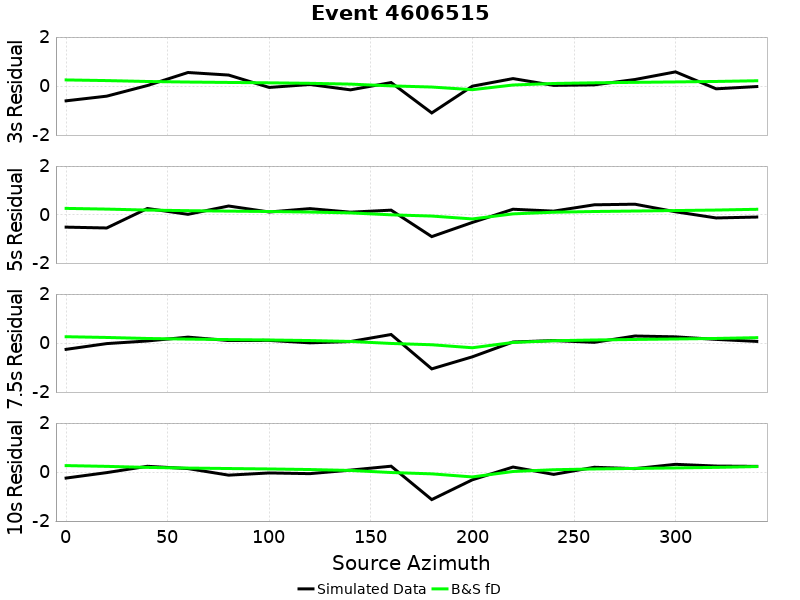 Event 4606515
3s Residual
2
0
-2
5s Residual
2
0
-2
7.5s Residual
2
0
-2
10s Residual
2
0
-2
0 50 100 150 200 250 300
Source Azimuth
Simulated Data B&S fD